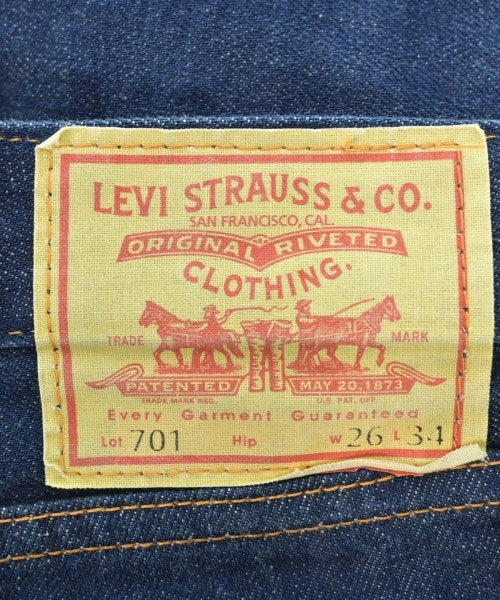 LEVI STRAUSS & CO.
SAN FRANCISCO, CAL.
ORIGINAL RIVETED
CLOTHING.
TRADE MARK
PATENTED MAY 20, 1873
TRADE MARK REG. U.S. PAT. OFF.
Every Garment Guaranteed
Lot 701 Hip W 26 L 34